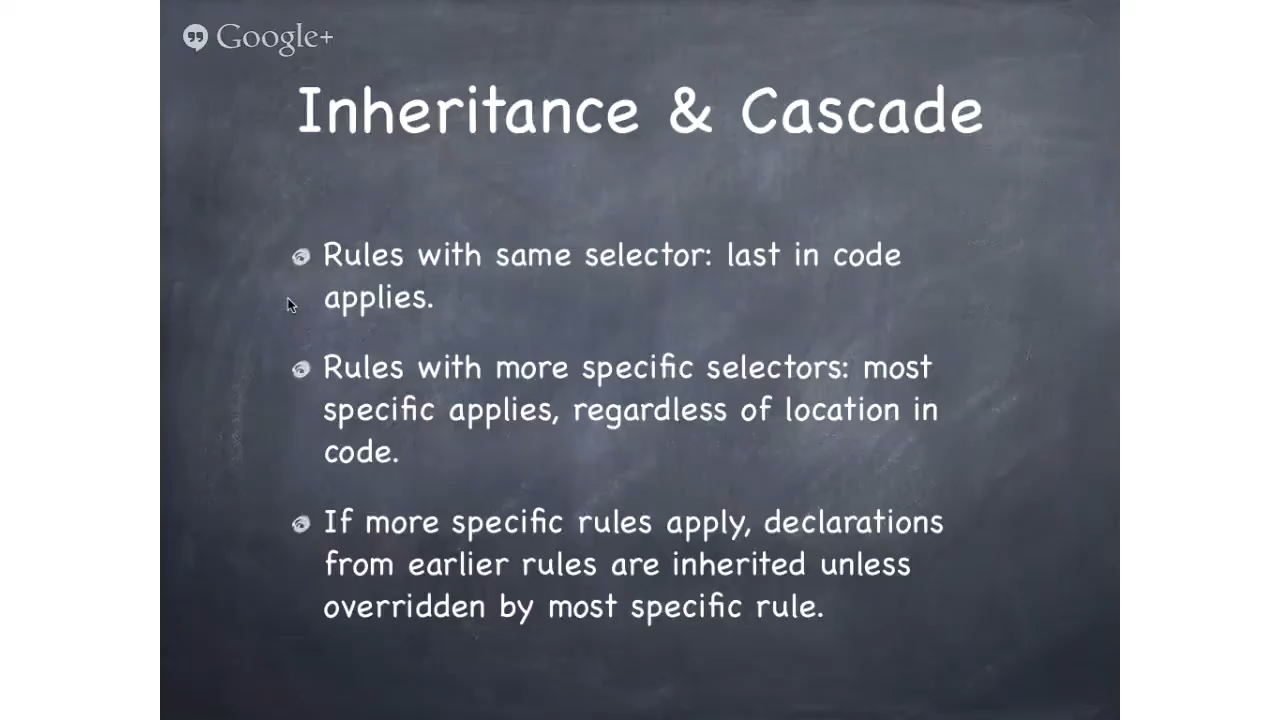 Google+
Inheritance & Cascade
Rules with same selector: last in code
applies.
Rules with more specific selectors: most
specific applies, regardless of location in
code.
If more specific rules apply, declarations
from earlier rules are inherited unless
overridden by most specific rule.